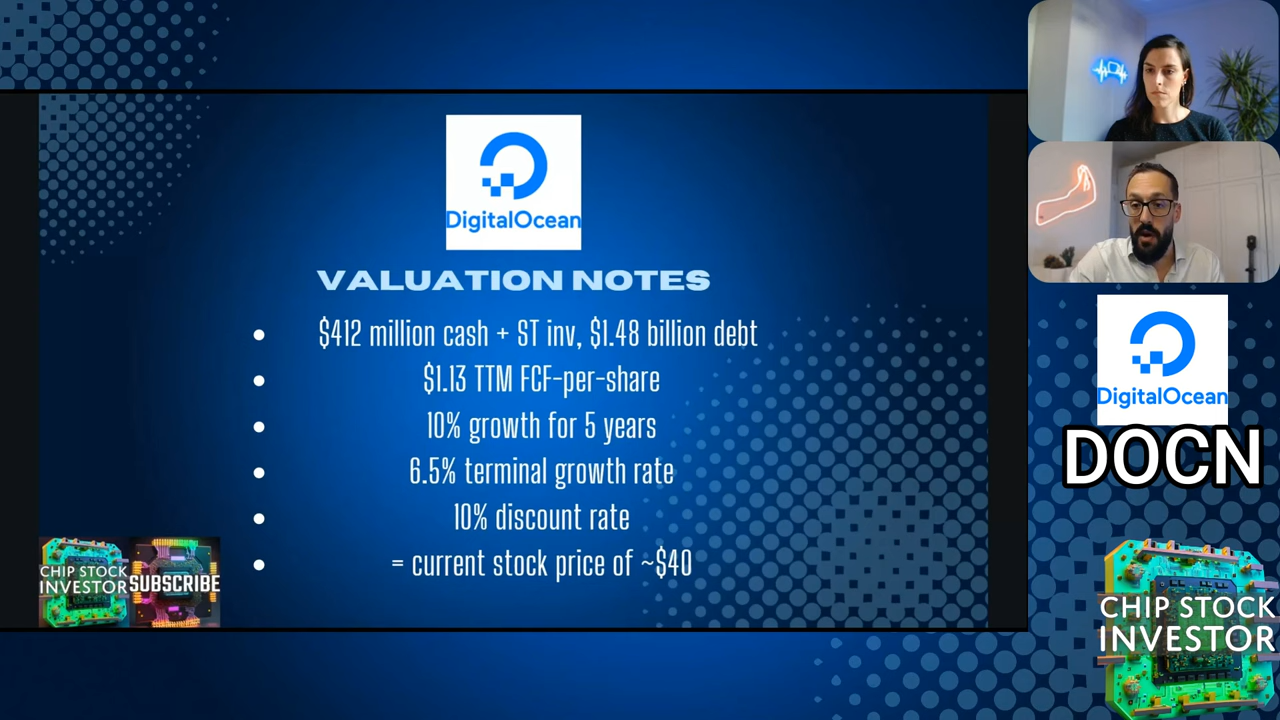 DigitalOcean
VALUATION NOTES
$412 million cash + ST inv, $1.48 billion debt
$1.13 TTM FCF-per-share
10% growth for 5 years
6.5% terminal growth rate
10% discount rate
= current stock price of ~$40
CHIP STOCK
INVESTOR
SUBSCRIBE
DigitalOcean
DOCN
CHIP STOCK
INVESTOR